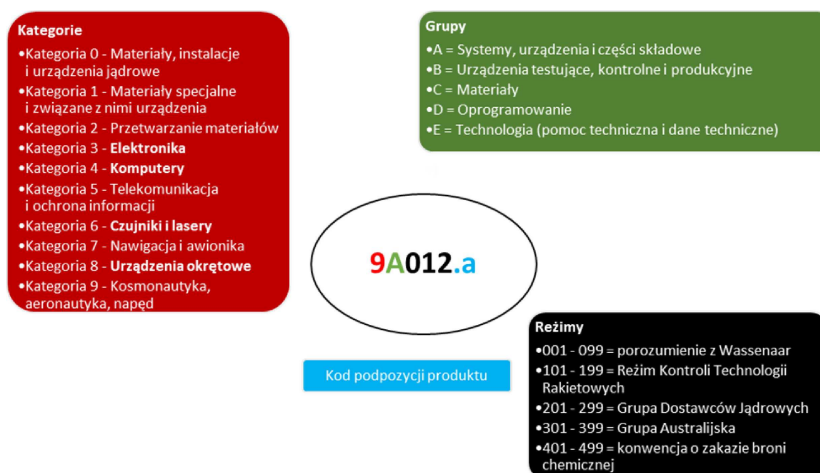 Kategorie
•Kategoria 0 - Materiały, instalacje
i urządzenia jądrowe
•Kategoria 1 - Materiały specjalne
i związane z nimi urządzenia
•Kategoria 2 - Przetwarzanie materiałów
•Kategoria 3 - Elektronika
•Kategoria 4 - Komputery
•Kategoria 5 - Telekomunikacja
i ochrona informacji
•Kategoria 6 - Czujniki i lasery
•Kategoria 7 - Nawigacja i awionika
•Kategoria 8 - Urządzenia okrętowe
•Kategoria 9 - Kosmonautyka,
aeronautyka, napęd
Grupy
•A = Systemy, urządzenia i części składowe
•B = Urządzenia testujące, kontrolne i produkcyjne
•C = Materiały
•D = Oprogramowanie
•E = Technologia (pomoc techniczna i dane techniczne)
9A012.a
Kod podpozycji produktu
Reżimy
•001 - 099 = porozumienie z Wassenaar
•101 - 199 = Reżim Kontroli Technologii
Rakietowych
•201 - 299 = Grupa Dostawców Jądrowych
•301 - 399 = Grupa Australijska
•401 - 499 = konwencja o zakazie broni
chemicznej